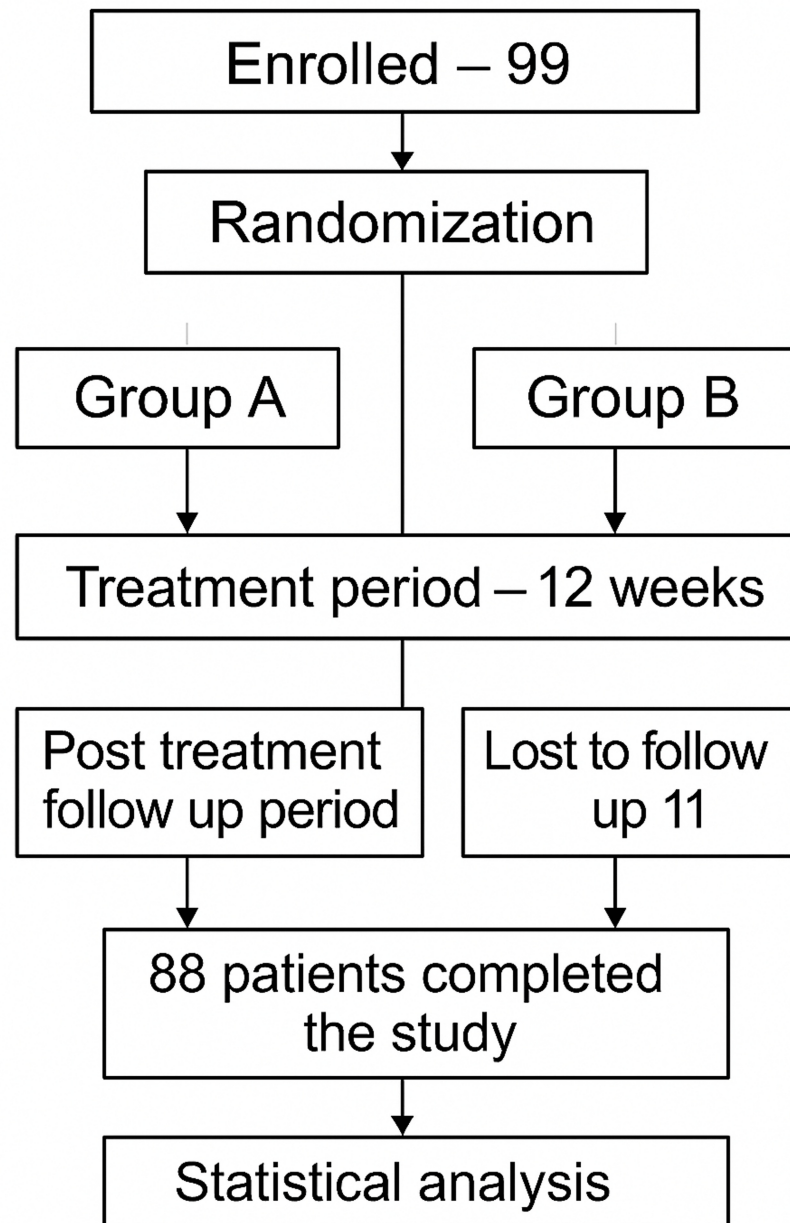 Enrolled – 99
Randomization
Group A
Group B
Treatment period – 12 weeks
Post treatment
follow up period
Lost to follow
up 11
88 patients completed
the study
Statistical analysis